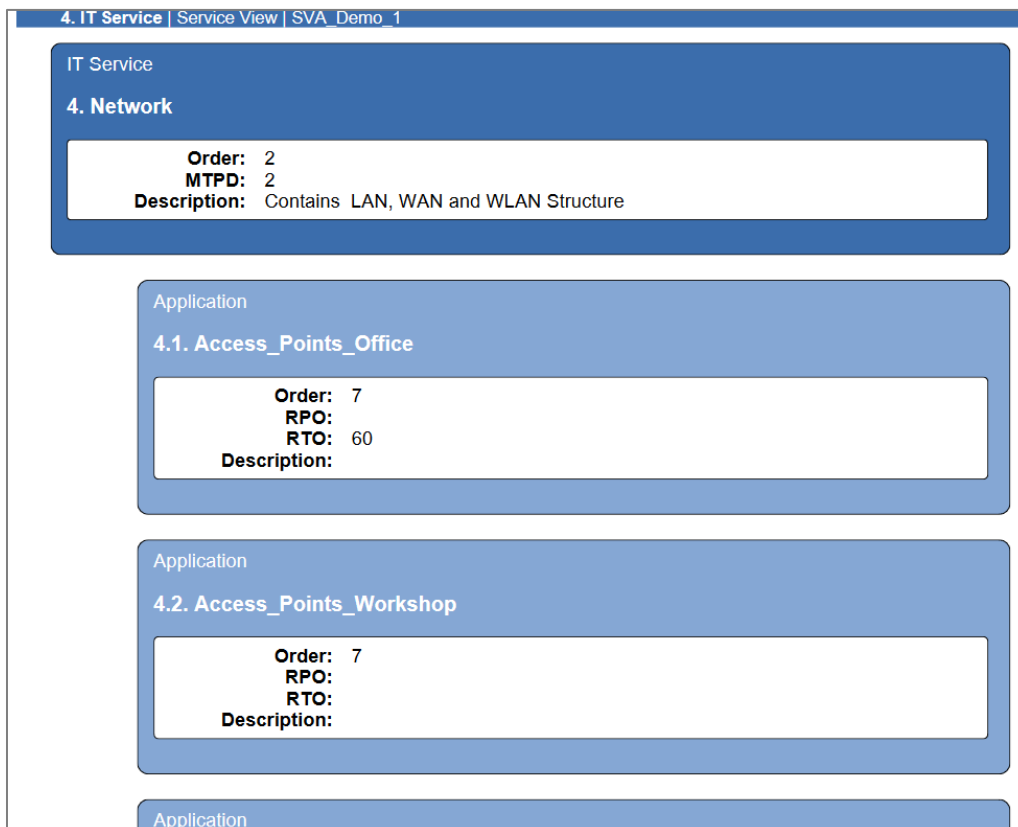 4. IT Service | Service View | SVA_Demo_1
IT Service
4. Network
Order: 2
MTPD: 2
Description: Contains LAN, WAN and WLAN Structure
Application
4.1. Access_Points_Office
Order: 7
RPO:
RTO: 60
Description:
Application
4.2. Access_Points_Workshop
Order: 7
RPO:
RTO:
Description:
Application